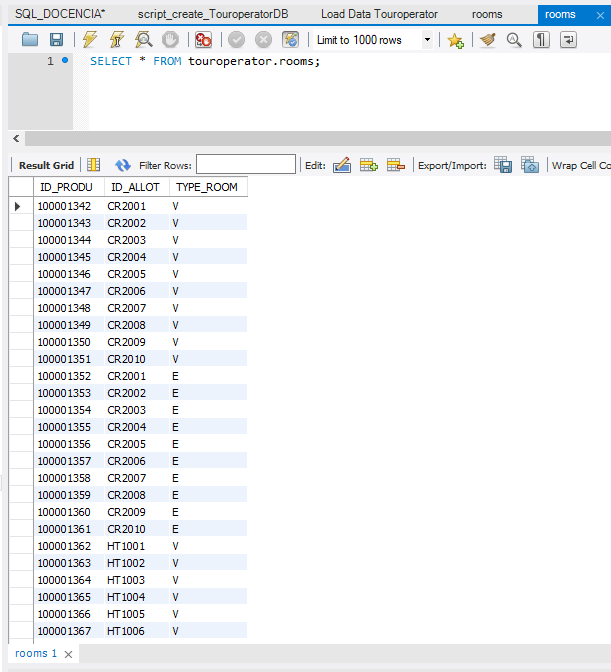 SQL_DOCENCIA* script_create_TouroperatorDB Load Data Touroperator rooms rooms
Limit to 1000 rows
1 SELECT * FROM touroperator.rooms;
Result Grid Filter Rows: Edit: Export/Import: Wrap Cell Co
ID_PRODU ID_ALLOT TYPE_ROOM
100001342 CR2001 V
100001343 CR2002 V
100001344 CR2003 V
100001345 CR2004 V
100001346 CR2005 V
100001347 CR2006 V
100001348 CR2007 V
100001349 CR2008 V
100001350 CR2009 V
100001351 CR2010 V
100001352 CR2001 E
100001353 CR2002 E
100001354 CR2003 E
100001355 CR2004 E
100001356 CR2005 E
100001357 CR2006 E
100001358 CR2007 E
100001359 CR2008 E
100001360 CR2009 E
100001361 CR2010 E
100001362 HT1001 V
100001363 HT1002 V
100001364 HT1003 V
100001365 HT1004 V
100001366 HT1005 V
100001367 HT1006 V
rooms 1